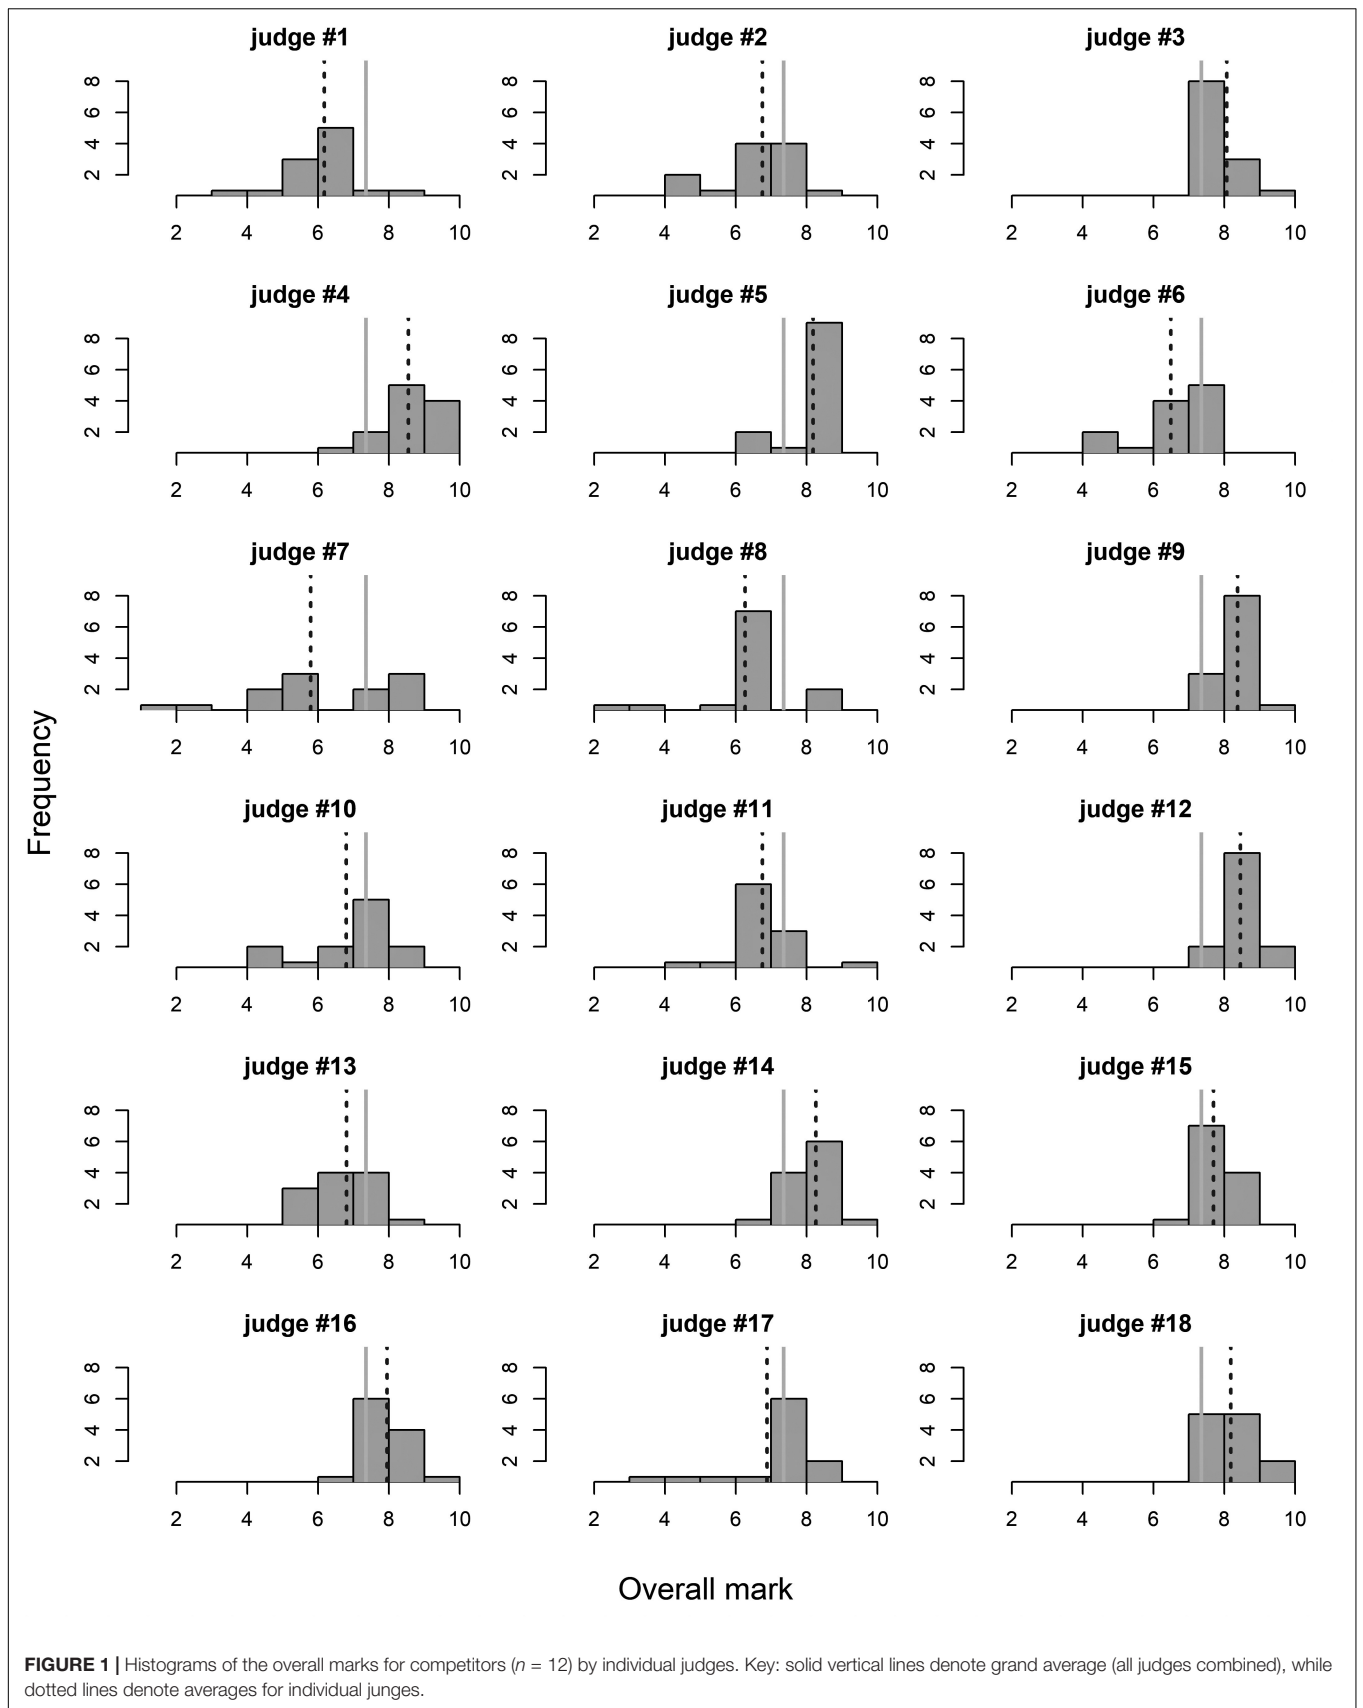 judge #1 judge #2 judge #3
8 8 8
6 6 6
4 4 4
2 2 2
2 4 6 8 10 2 4 6 8 10 2 4 6 8 10
judge #4 judge #5 judge #6
8 8 8
6 6 6
4 4 4
2 2 2
2 4 6 8 10 2 4 6 8 10 2 4 6 8 10
judge #7 judge #8 judge #9
8 8 8
6 6 6
4 4 4
2 2 2
2 4 6 8 10 2 4 6 8 10 2 4 6 8 10
Frequency
judge #10 judge #11 judge #12
8 8 8
6 6 6
4 4 4
2 2 2
2 4 6 8 10 2 4 6 8 10 2 4 6 8 10
judge #13 judge #14 judge #15
8 8 8
6 6 6
4 4 4
2 2 2
2 4 6 8 10 2 4 6 8 10 2 4 6 8 10
judge #16 judge #17 judge #18
8 8 8
6 6 6
4 4 4
2 2 2
2 4 6 8 10 2 4 6 8 10 2 4 6 8 10
Overall mark
FIGURE 1 | Histograms of the overall marks for competitors (n = 12) by individual judges. Key: solid vertical lines denote grand average (all judges combined), while
dotted lines denote averages for individual junges.